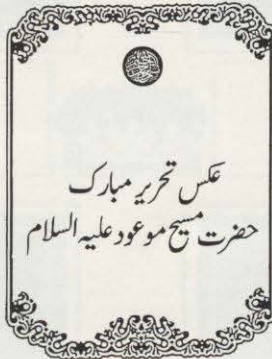 عکس تحریر مبارک
حضرت مسیح موعود علیہ السلام